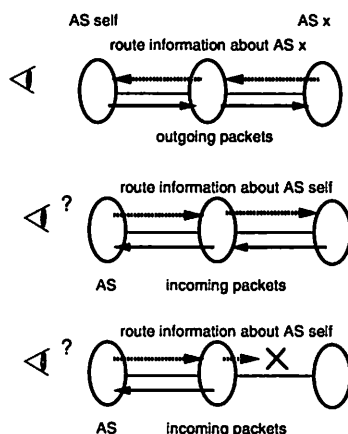 AS self AS x
route information about AS x
outgoing packets
route information about AS self
?
AS incoming packets
route information about AS self
?
AS incoming packets